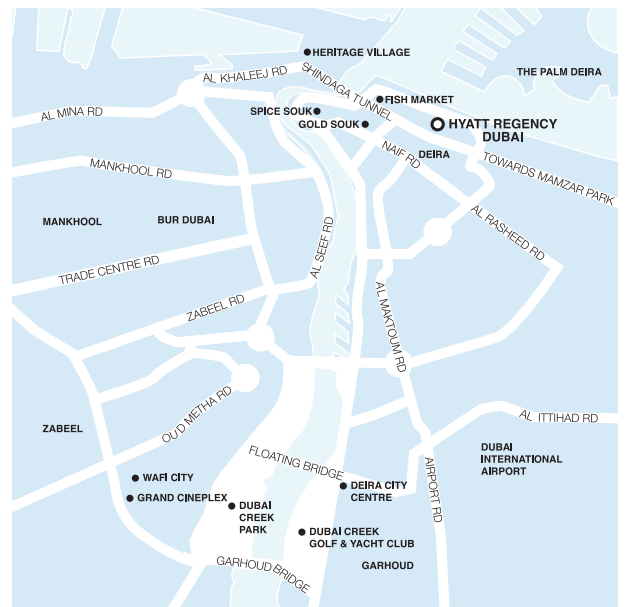 HERITAGE VILLAGE
AL KHALEEJ RD
SHINDAGA TUNNEL
THE PALM DEIRA
FISH MARKET
AL MINA RD
SPICE SOUK
GOLD SOUK
HYATT REGENCY
DUBAI
NAIF RD
DEIRA
TOWARDS MAMZAR PARK
MANKHOOL RD
AL RASHEED RD
MANKHOOL
BUR DUBAI
AL SEEF RD
TRADE CENTRE RD
AL MAKTOUM RD
ZABEEL RD
OU'D METHA RD
AL ITTIHAD RD
ZABEEL
DUBAI
INTERNATIONAL
AIRPORT
FLOATING BRIDGE
AIRPORT RD
WAFI CITY
GRAND CINEPLEX
DEIRA CITY
CENTRE
DUBAI
CREEK
PARK
DUBAI CREEK
GOLF & YACHT CLUB
GARHOUD
GARHOUD BRIDGE